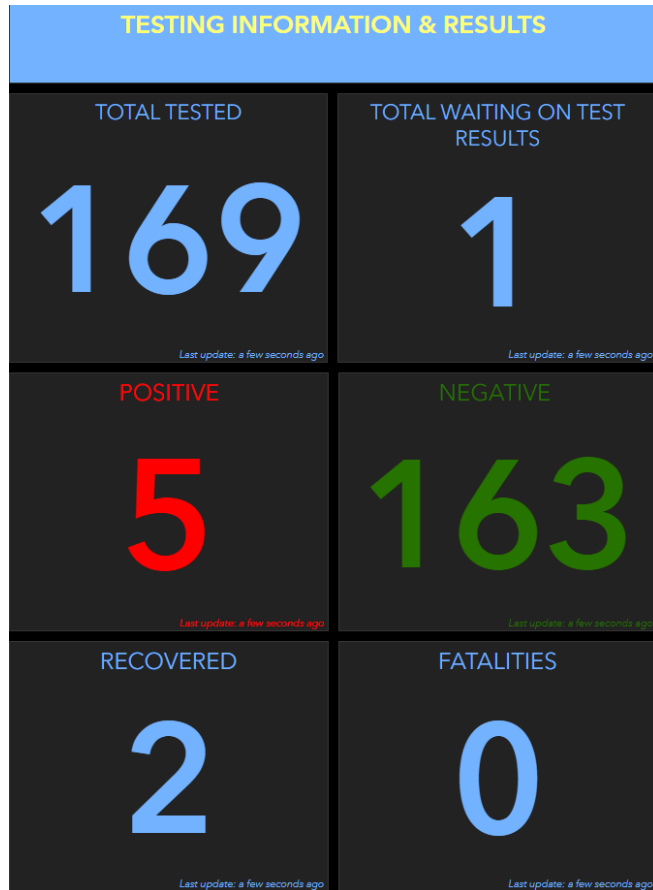 TESTING INFORMATION & RESULTS
TOTAL TESTED
169
Last update: a few seconds ago
TOTAL WAITING ON TEST
RESULTS
1
Last update: a few seconds ago
POSITIVE
5
Last update: a few seconds ago
NEGATIVE
163
Last update: a few seconds ago
RECOVERED
2
Last update: a few seconds ago
FATALITIES
0
Last update: a few seconds ago